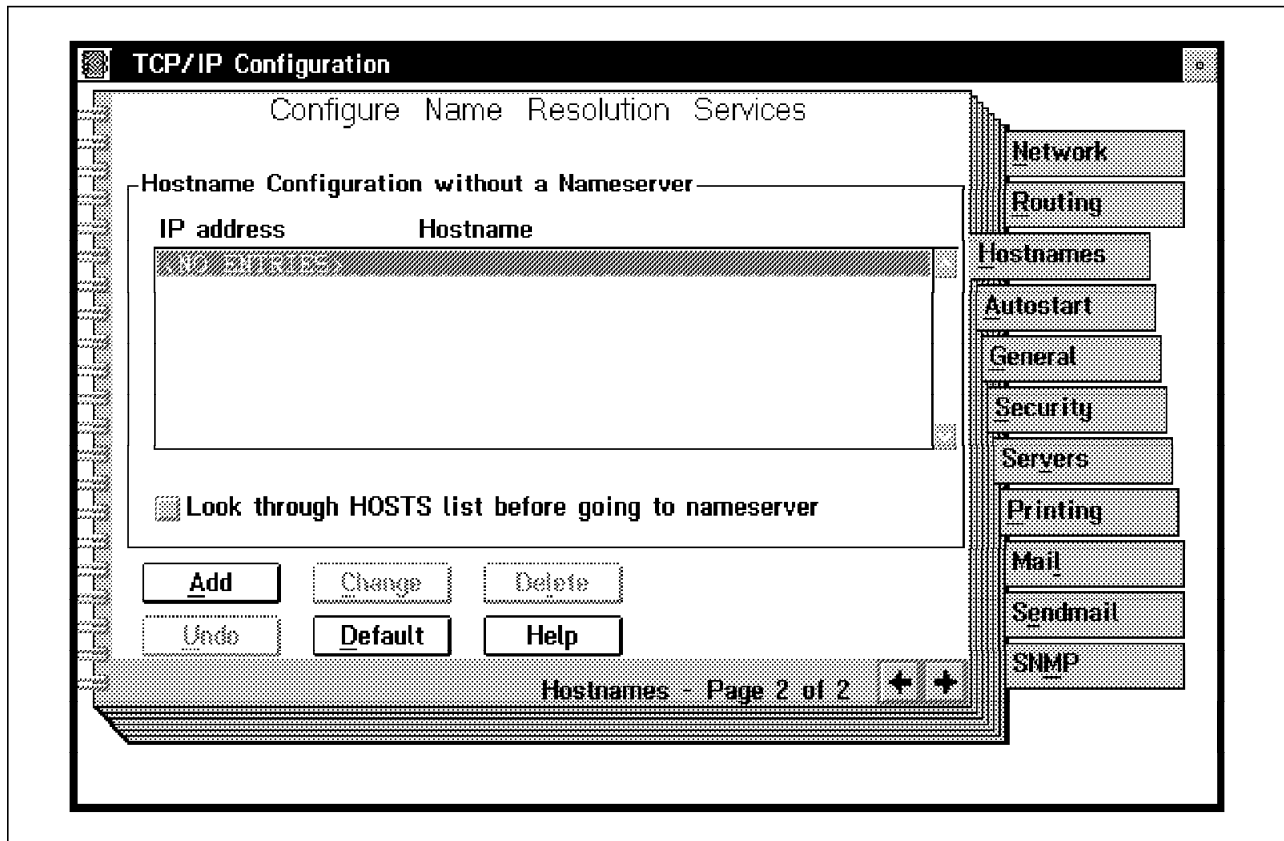 TCP/IP Configuration
Configure Name Resolution Services
Hostname Configuration without a Nameserver
IP address Hostname
<NO ENTRIES>
Look through HOSTS list before going to nameserver
Add Change Delete
Undo Default Help
Hostnames - Page 2 of 2
Network
Routing
Hostnames
Autostart
General
Security
Servers
Printing
Mail
Sendmail
SNMP